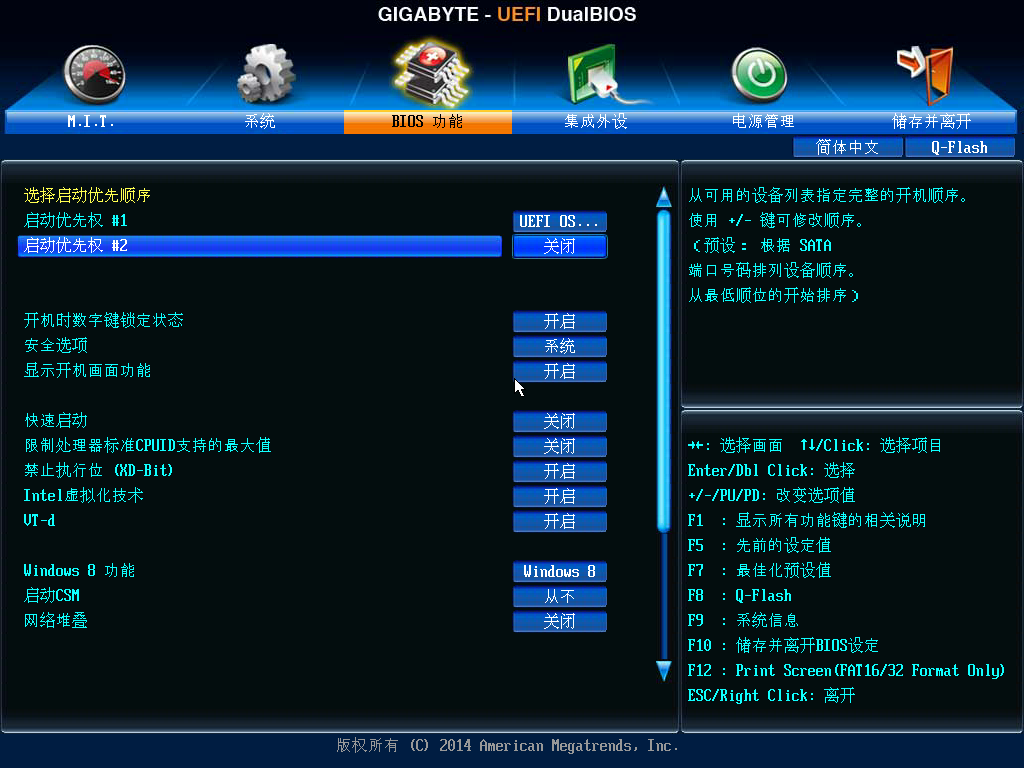 GIGABYTE - UEFI DualBIOS
M.I.T. 系统 BIOS 功能 集成外设 电源管理 储存并离开
简体中文 Q-Flash
选择启动优先顺序
启动优先权 #1 UEFI OS...
启动优先权 #2 关闭
开机时数字键锁定状态 开启
安全选项 系统
显示开机画面功能 开启
快速启动 关闭
限制处理器标准CPUID支持的最大值 关闭
禁止执行位 (XD-Bit) 开启
Intel虚拟化技术 开启
VT-d 开启
Windows 8 功能 Windows 8
启动CSM 从不
网络堆叠 关闭
从可用的设备列表指定完整的开机顺序。
使用 +/- 键可修改顺序。
（预设： 根据 SATA
端口号码排列设备顺序。
从最低顺位的开始排序）
→←: 选择画面 ↑↓/Click: 选择项目
Enter/Dbl Click: 选择
+/-/PU/PD: 改变选项值
F1 : 显示所有功能键的相关说明
F5 : 先前的设定值
F7 : 最佳化预设值
F8 : Q-Flash
F9 : 系统信息
F10 : 储存并离开BIOS设定
F12 : Print Screen(FAT16/32 Format Only)
ESC/Right Click: 离开
版权所有 (C) 2014 American Megatrends, Inc.